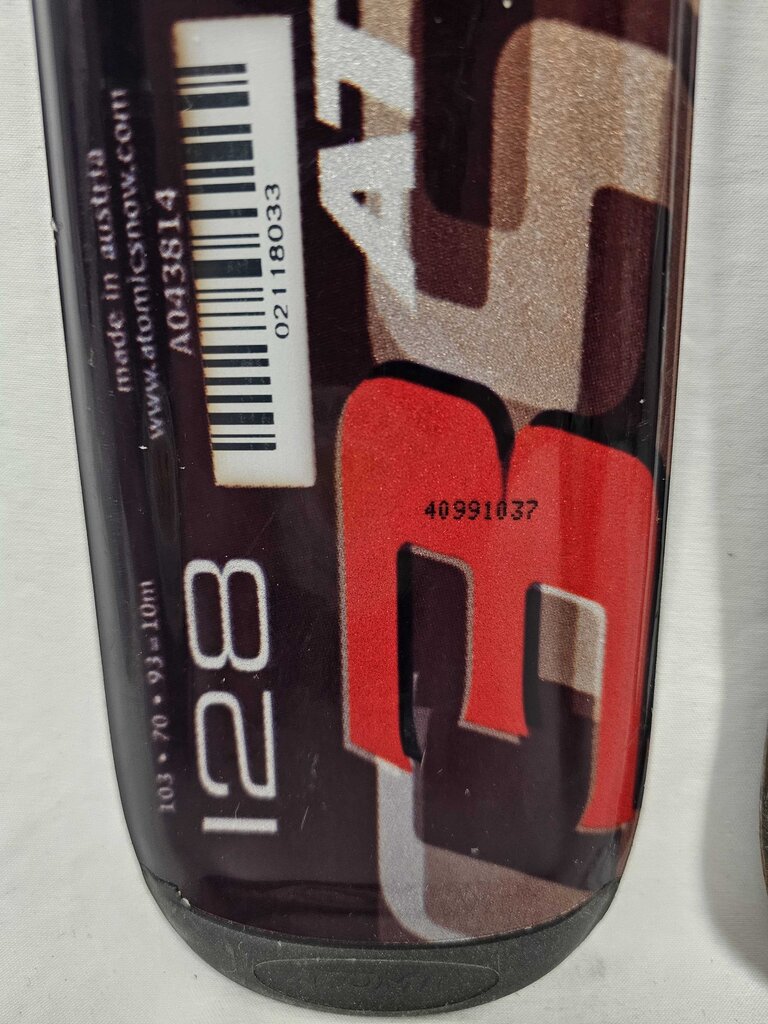 made in austria
www.atomicsnow.com
A043814
02118033
40991037
103 • 70 • 93 = 10m
128